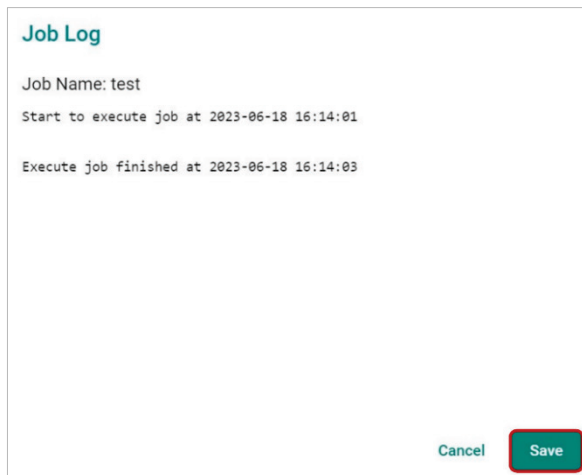 Job Log
Job Name: test
Start to execute job at 2023-06-18 16:14:01
Execute job finished at 2023-06-18 16:14:03
Cancel Save